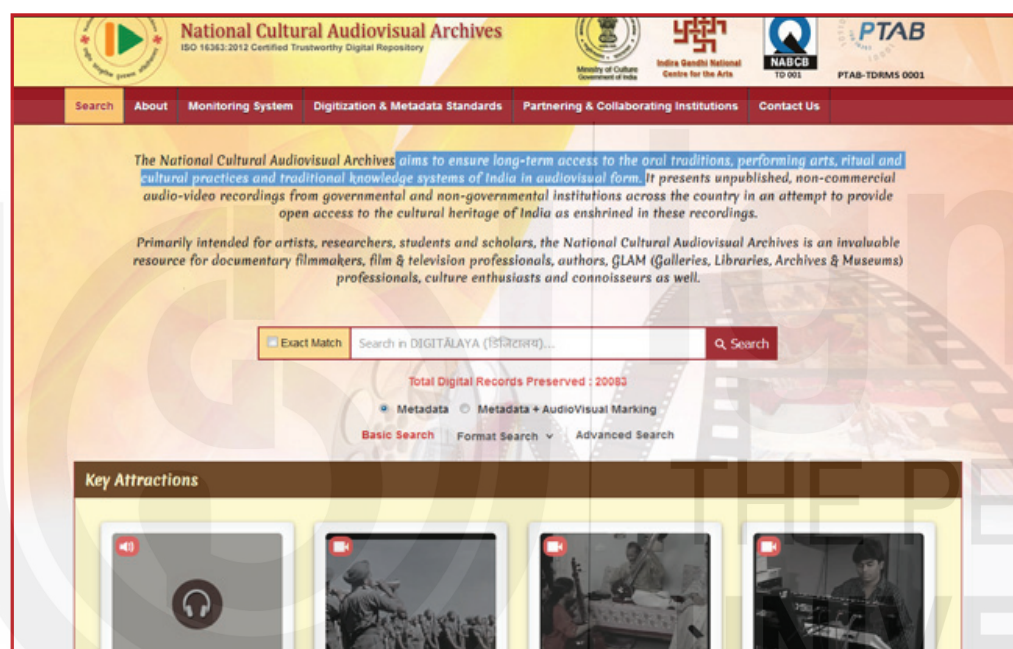 National Cultural Audiovisual Archives
ISO 16363:2012 Certified Trustworthy Digital Repository
Ministry of Culture
Government of India
Indira Gandhi National
Centre for the Arts
NABCB
TD 001
PTAB
PTAB-TDRMS 0001
Search About Monitoring System Digitization & Metadata Standards Partnering & Collaborating Institutions Contact Us
The National Cultural Audiovisual Archives aims to ensure long-term access to the oral traditions, performing arts, ritual and
cultural practices and traditional knowledge systems of India in audiovisual form. It presents unpublished, non-commercial
audio-video recordings from governmental and non-governmental institutions across the country in an attempt to provide
open access to the cultural heritage of India as enshrined in these recordings.
Primarily intended for artists, researchers, students and scholars, the National Cultural Audiovisual Archives is an invaluable
resource for documentary filmmakers, film & television professionals, authors, GLAM (Galleries, Libraries, Archives & Museums)
professionals, culture enthusiasts and connoisseurs as well.
Exact Match Search in DIGITĀLAYA (डिजिटालय)... Search
Total Digital Records Preserved : 20083
Metadata Metadata + AudioVisual Marking
Basic Search Format Search Advanced Search
Key Attractions
THE PE